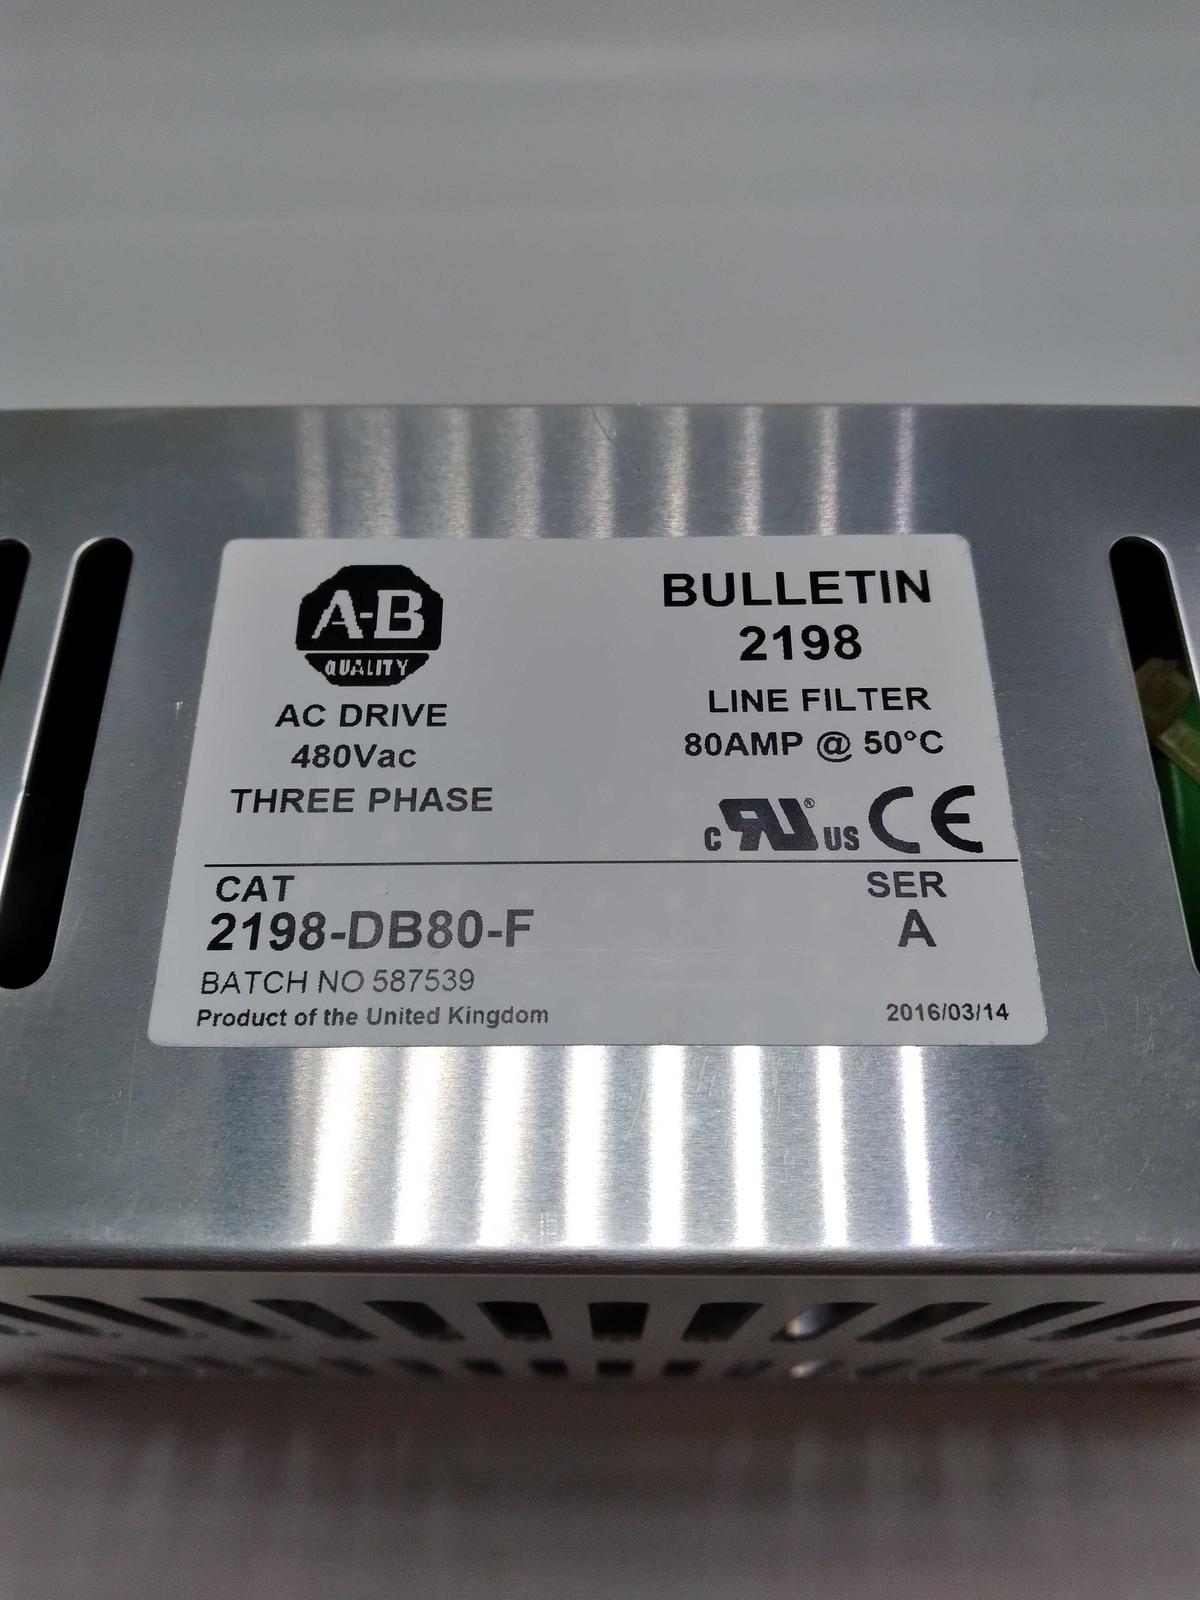 A-B
QUALITY
AC DRIVE
480Vac
THREE PHASE
BULLETIN
2198
LINE FILTER
80AMP @ 50°C
c RU® US CE
CAT
2198-DB80-F
SER
A
BATCH NO 587539
Product of the United Kingdom
2016/03/14